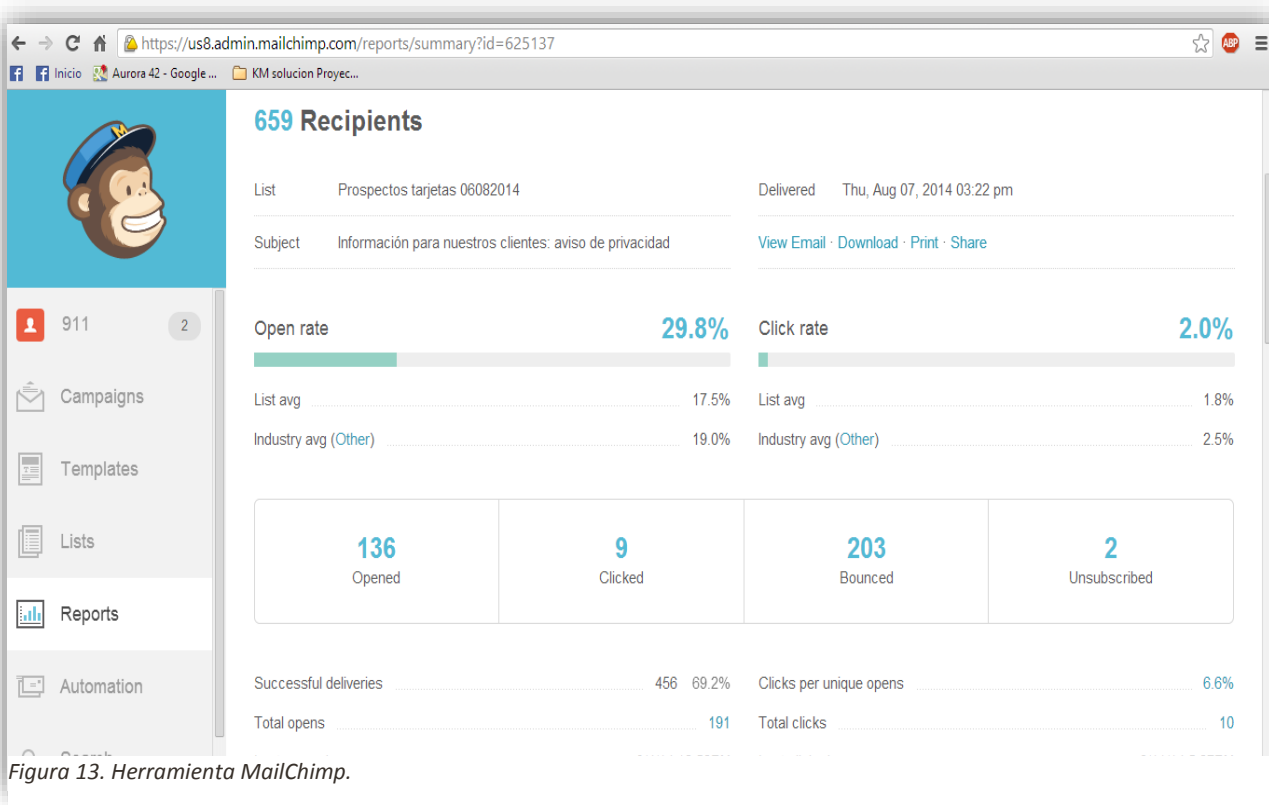 https://us8.admin.mailchimp.com/reports/summary?id=625137
ABP
Inicio Aurora 42 - Google ... KM solucion Proyec...
M
659 Recipients
List Prospectos tarjetas 06082014
Delivered Thu, Aug 07, 2014 03:22 pm
Subject Información para nuestros clientes: aviso de privacidad
View Email · Download · Print · Share
911 2
Campaigns
Templates
Lists
Reports
Automation
Open rate 29.8%
List avg 17.5%
Industry avg (Other) 19.0%
Click rate 2.0%
List avg 1.8%
Industry avg (Other) 2.5%
136
Opened
9
Clicked
203
Bounced
2
Unsubscribed
Successful deliveries 456 69.2%
Total opens 191
Clicks per unique opens 6.6%
Total clicks 10
Figura 13. Herramienta MailChimp.